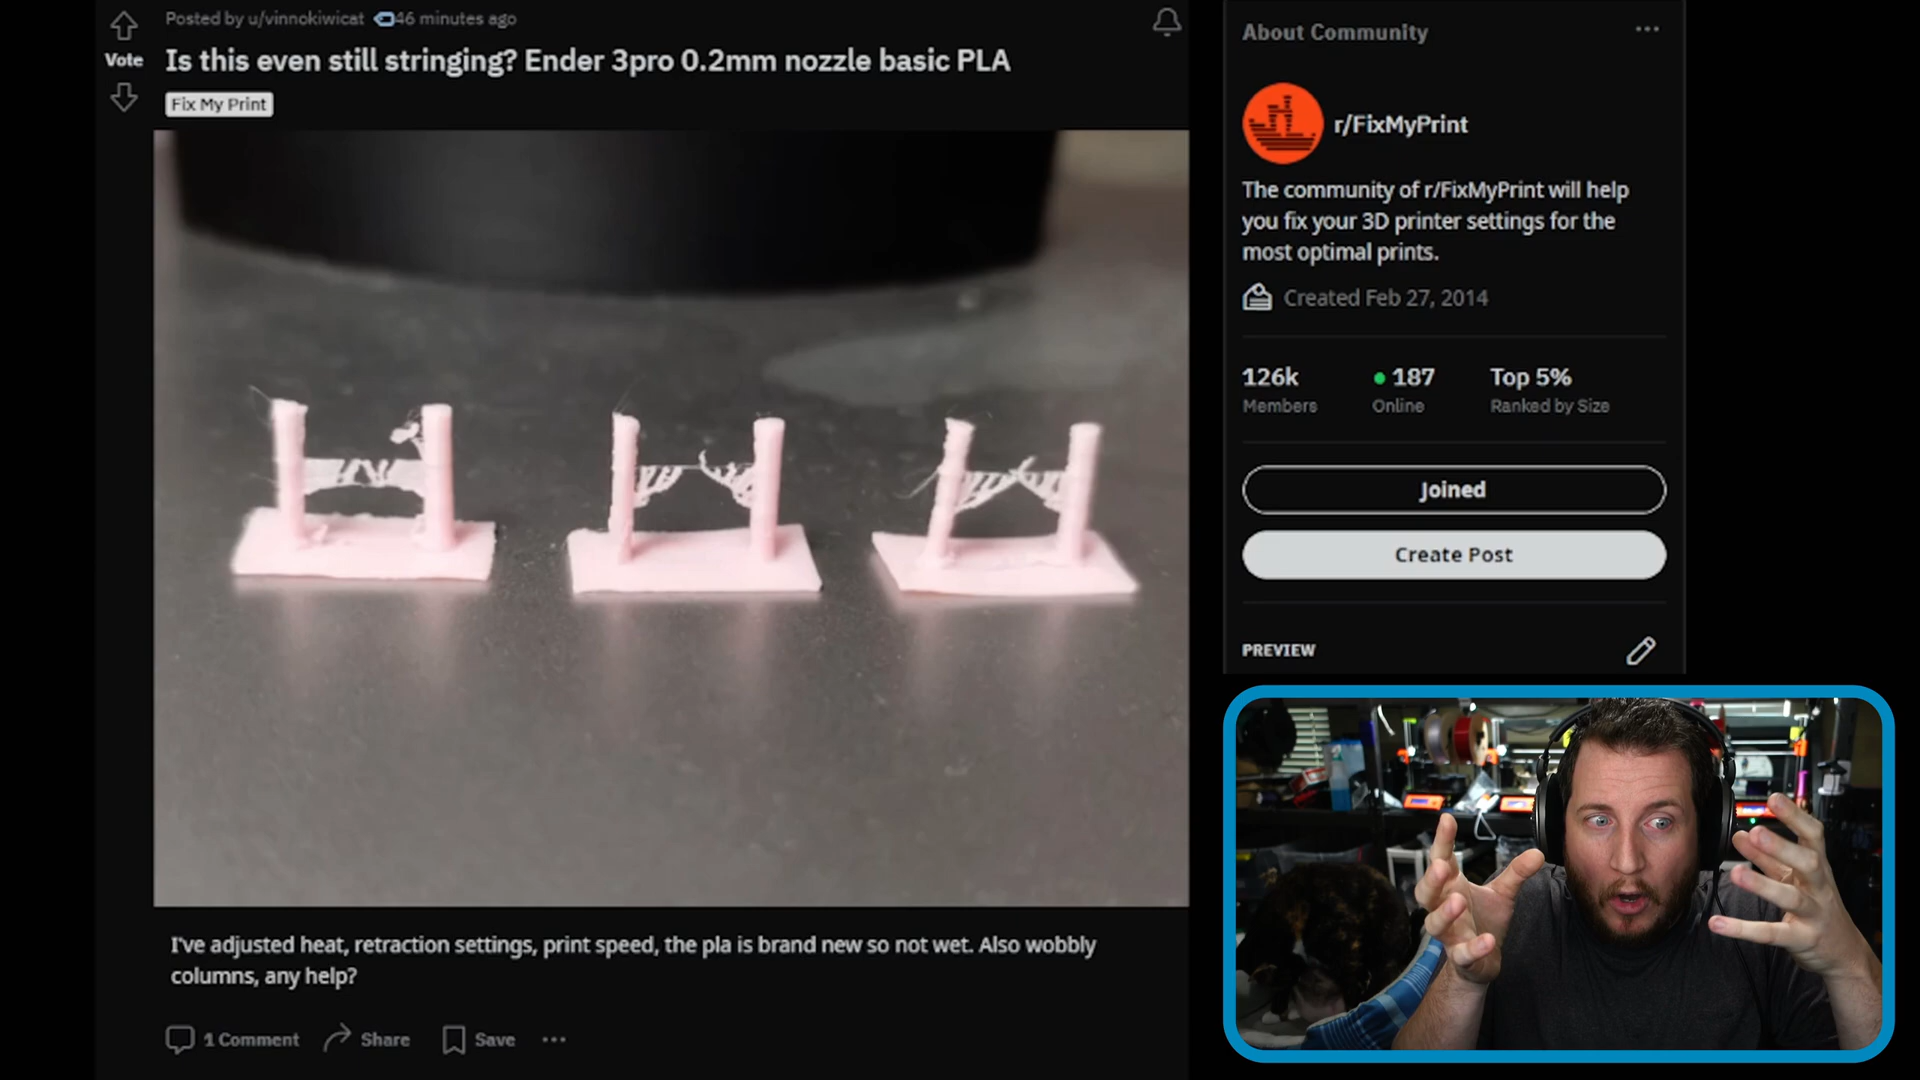 Posted by u/vinnokiwicat 46 minutes ago
Vote
Is this even still stringing? Ender 3pro 0.2mm nozzle basic PLA
Fix My Print
I've adjusted heat, retraction settings, print speed, the pla is brand new so not wet. Also wobbly
columns, any help?
1 Comment Share Save
About Community
r/FixMyPrint
The community of r/FixMyPrint will help
you fix your 3D printer settings for the
most optimal prints.
Created Feb 27, 2014
126k 187 Top 5%
Members Online Ranked by Size
Joined
Create Post
PREVIEW